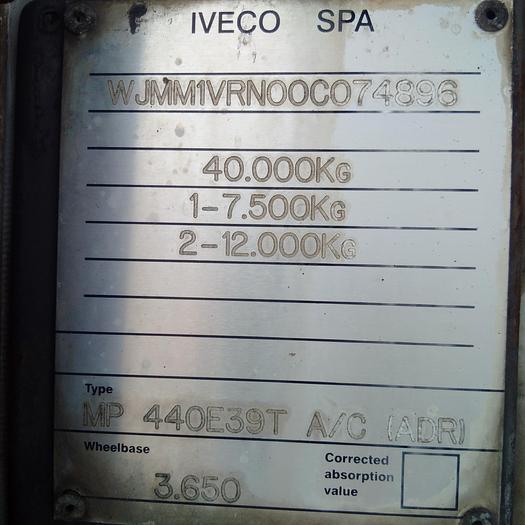 IVECO SPA
WJMM1VRN00C074896
40.000KG
1-7.500KG
2-12.000KG
Type
MP 440E39T A/C (ADR)
Wheelbase
3.650
Corrected
absorption
value